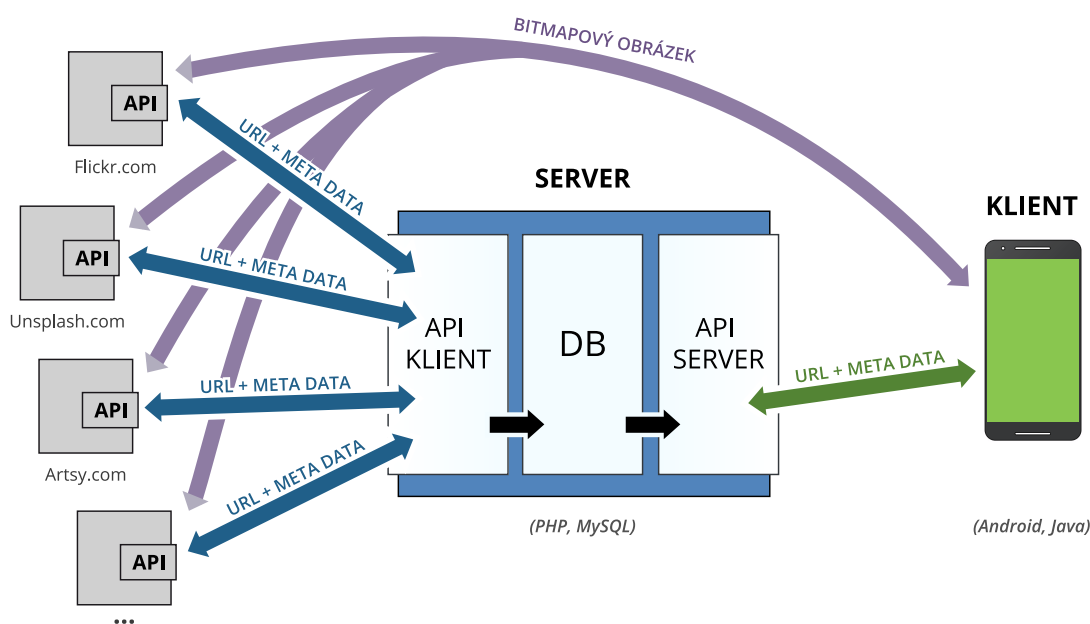 BITMAPOVÝ OBRÁZEK
API
Flickr.com
URL + META DATA
SERVER
KLIENT
API
Unsplash.com
URL + META DATA
API
KLIENT
DB
API
SERVER
URL + META DATA
API
Artsy.com
URL + META DATA
URL + META DATA
(PHP, MySQL)
(Android, Java)
API
...